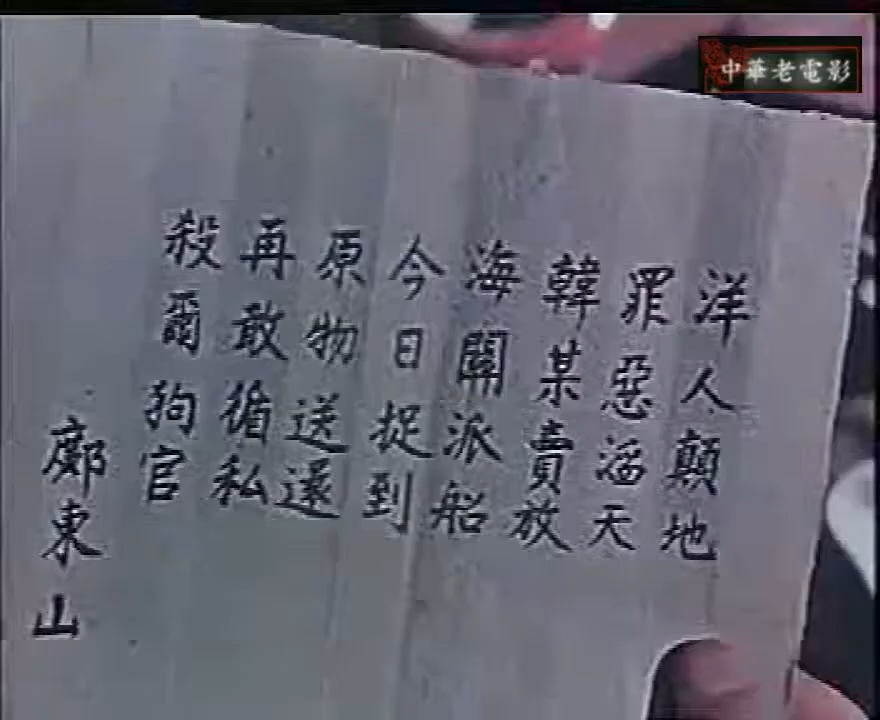 中華老電影
洋人顛地
罪惡滔天
韓某賣放
海關派船
今日捉到
原物送還
再敢循私
殺爾狗官
鄺東山